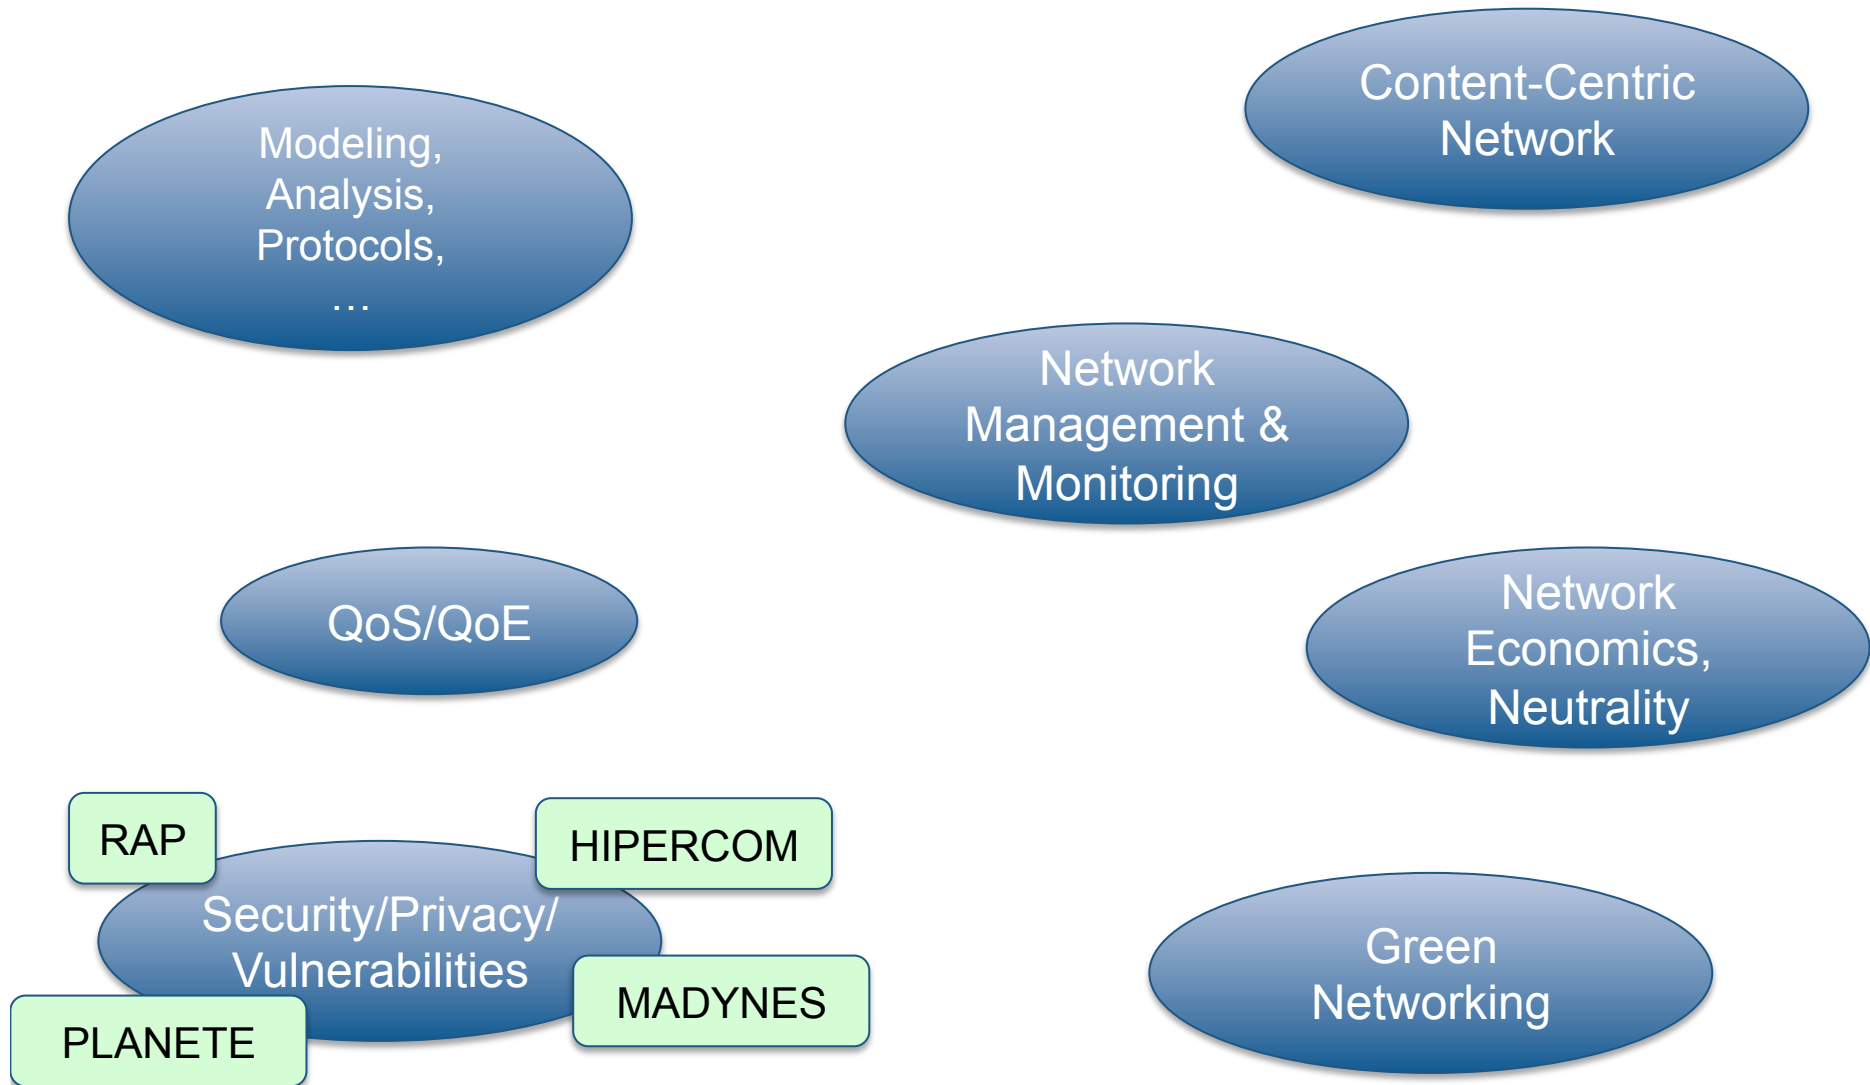 Content-Centric
Network
Modeling,
Analysis,
Protocols,
…
Network
Management &
Monitoring
QoS/QoE
Network
Economics,
Neutrality
RAP
HIPERCOM
Security/Privacy/
Vulnerabilities
MADYNES
PLANETE
Green
Networking